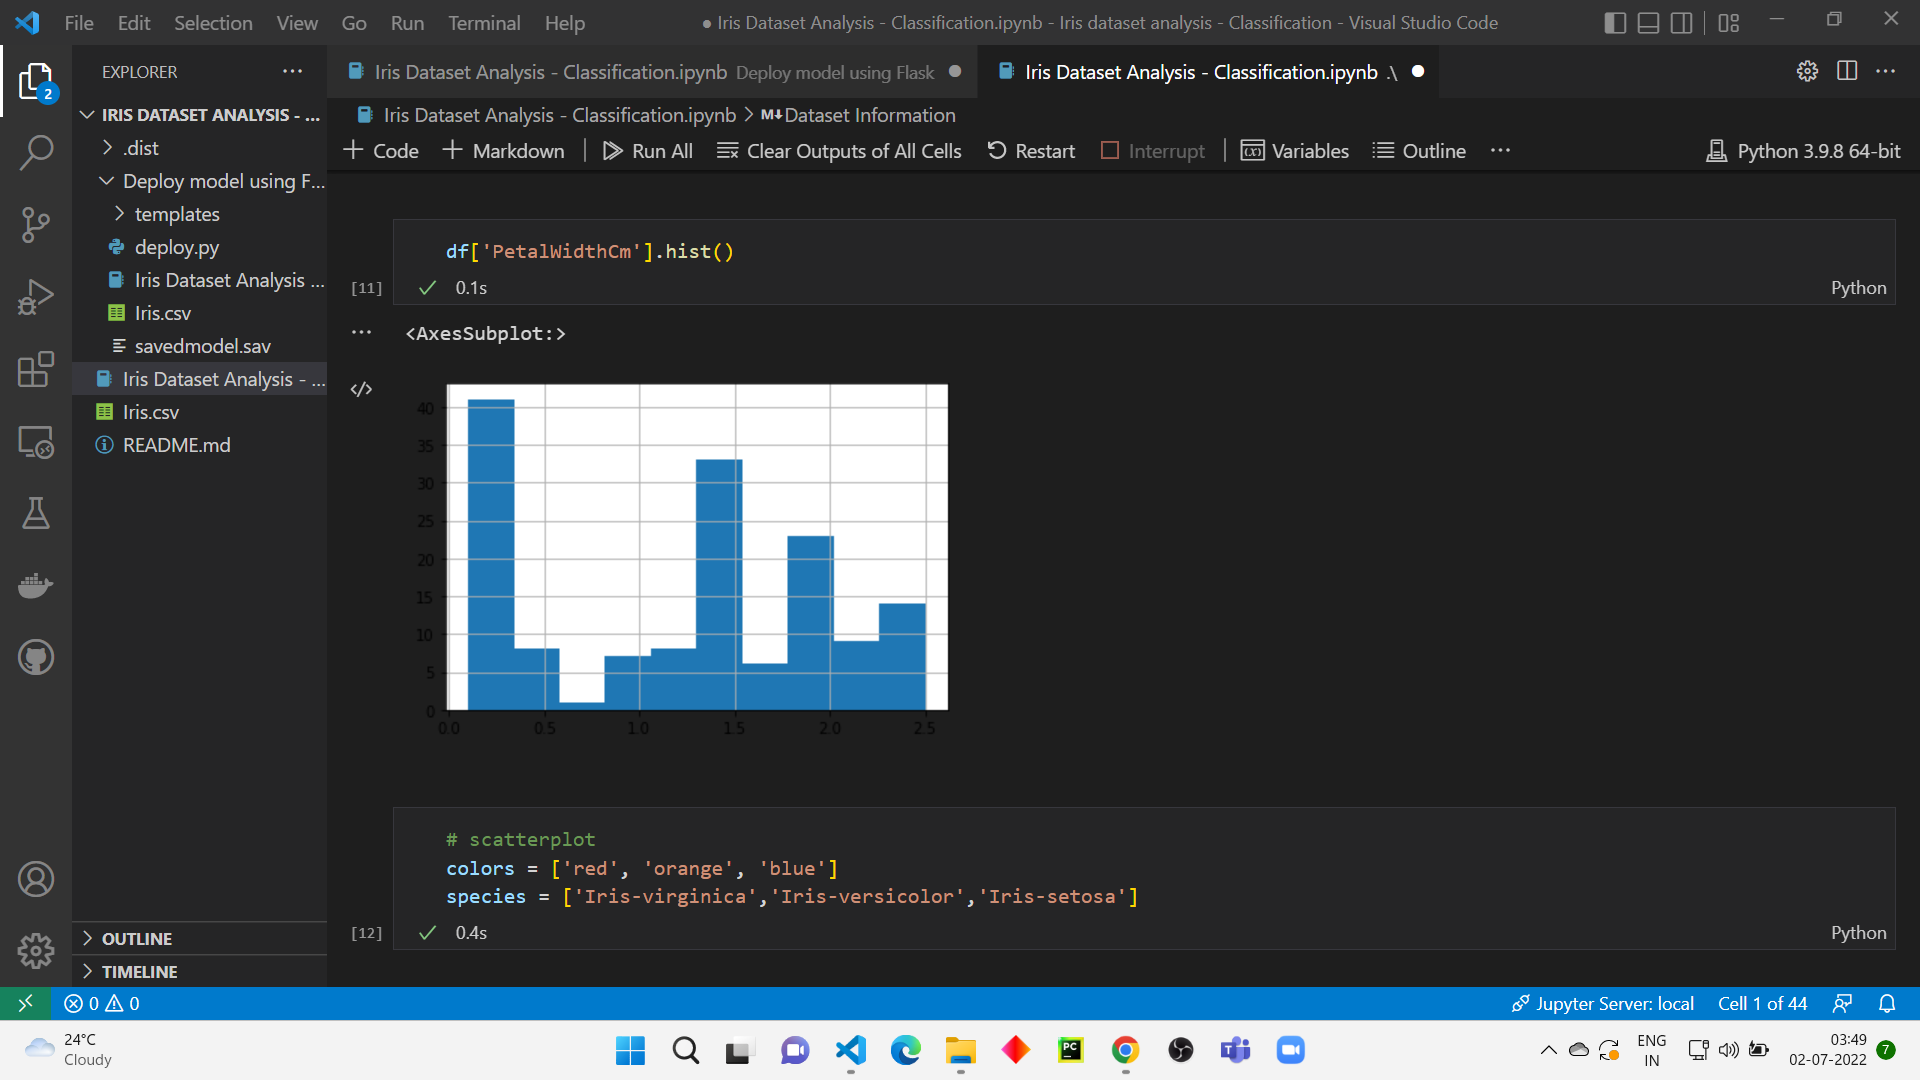 File Edit Selection View Go Run Terminal Help
● Iris Dataset Analysis - Classification.ipynb - Iris dataset analysis - Classification - Visual Studio Code
EXPLORER
Iris Dataset Analysis - Classification.ipynb Deploy model using Flask
Iris Dataset Analysis - Classification.ipynb .\
2
IRIS DATASET ANALYSIS - ...
.dist
Deploy model using F...
templates
deploy.py
Iris Dataset Analysis ...
Iris.csv
savedmodel.sav
Iris Dataset Analysis - ...
Iris.csv
README.md
OUTLINE
TIMELINE
Iris Dataset Analysis - Classification.ipynb > M↓ Dataset Information
+ Code + Markdown Run All Clear Outputs of All Cells Restart Interrupt Variables Outline ... Python 3.9.8 64-bit
df['PetalWidthCm'].hist()
[11] ✓ 0.1s Python
... <AxesSubplot:>
</>
40
35
30
25
20
15
10
5
0
0.0 0.5 1.0 1.5 2.0 2.5
# scatterplot
colors = ['red', 'orange', 'blue']
species = ['Iris-virginica','Iris-versicolor','Iris-setosa']
[12] ✓ 0.4s Python
0 0 Jupyter Server: local Cell 1 of 44
24°C
Cloudy
PC
ENG
IN
03:49
02-07-2022
7